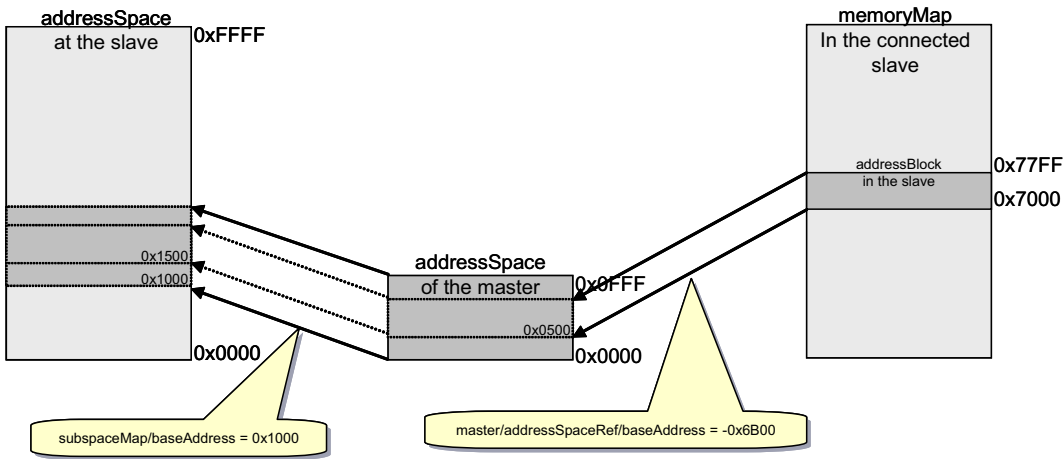 addressSpace
at the slave
0xFFFF
0x1500
0x1000
0x0000
addressSpace
of the master
0x0FFF
0x0500
0x0000
memoryMap
In the connected
slave
addressBlock
in the slave
0x77FF
0x7000
subspaceMap/baseAddress = 0x1000
master/addressSpaceRef/baseAddress = -0x6B00